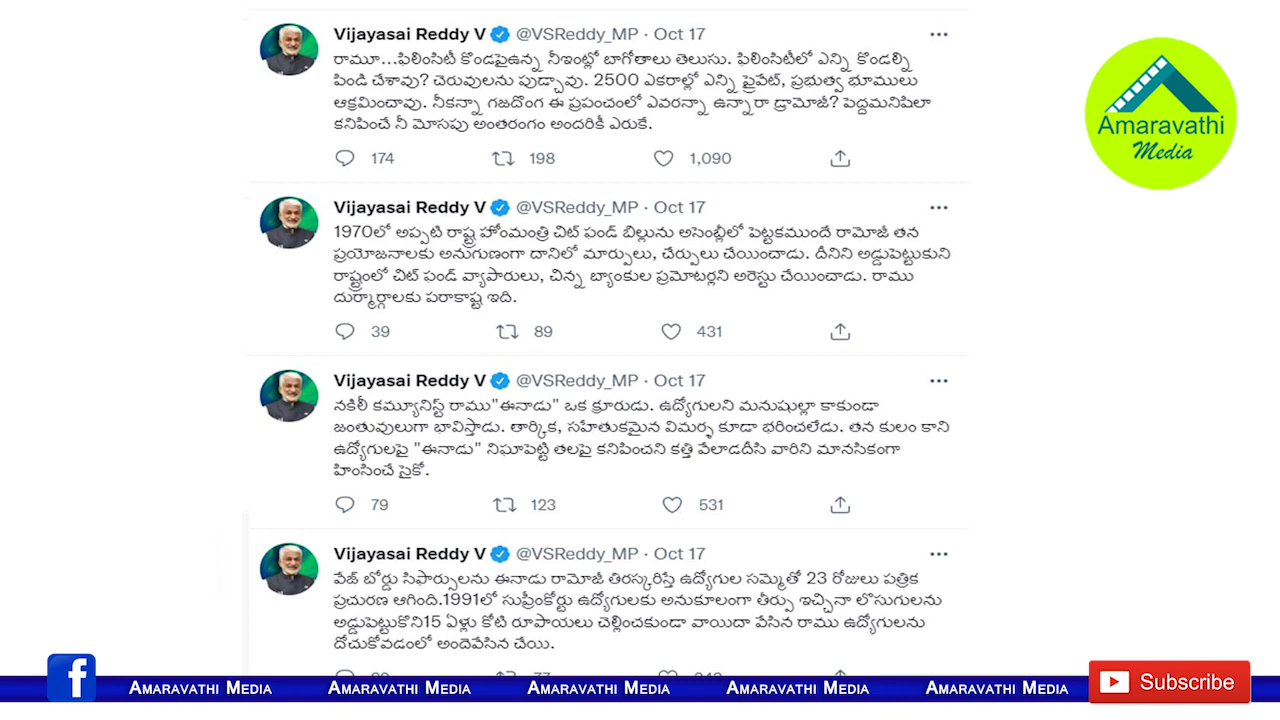 Vijayasai Reddy V @VSReddy_MP · Oct 17
రామూ...ఫిలింసిటీ కొండపైఉన్న నీఇంట్లో బాగోతాలు తెలుసు. ఫిలింసిటీలో ఎన్ని కొండల్ని
పిండి చేశావు? చెరువులను పుడ్చావు. 2500 ఎకరాల్లో ఎన్ని ప్రైవేట్, ప్రభుత్వ భూములు
ఆక్రమించావు. నీకన్నా గజదొంగ ఈ ప్రపంచంలో ఎవరన్నా ఉన్నారా డ్రామోజీ? పెద్దమనిషిలా
కనిపించే నీ మోసపు అంతరంగం అందరికీ ఎరుకే.
174 198 1,090
Vijayasai Reddy V @VSReddy_MP · Oct 17
1970లో అప్పటి రాష్ట్ర హోంమంత్రి చిట్ ఫండ్ బిల్లును అసెంబ్లీలో పెట్టకముందే రామోజీ తన
ప్రయోజనాలకు అనుగుణంగా దానిలో మార్పులు, చేర్పులు చేయించాడు. దీనిని అడ్డుపెట్టుకుని
రాష్ట్రంలో చిట్ ఫండ్ వ్యాపారులు, చిన్న బ్యాంకుల ప్రమోటర్లని అరెస్టు చేయించాడు. రాము
దుర్మార్గాలకు పరాకాష్ట ఇది.
39 89 431
Vijayasai Reddy V @VSReddy_MP · Oct 17
నకిలీ కమ్యూనిస్ట్ రాము"ఈనాడు" ఒక క్రూరుడు. ఉద్యోగులని మనుషుల్లా కాకుండా
జంతువులుగా భావిస్తాడు. తార్కిక, సహేతుకమైన విమర్శ కూడా భరించలేడు. తన కులం కాని
ఉద్యోగులపై "ఈనాడు" నిఘాపెట్టి తలపై కనిపించని కత్తి వేలాడదీసి వారిని మానసికంగా
హింసించే సైకో.
79 123 531
Vijayasai Reddy V @VSReddy_MP · Oct 17
వేజ్ బోర్డు సిఫార్సులను ఈనాడు రామోజీ తిరస్కరిస్తే ఉద్యోగుల సమ్మెతో 23 రోజులు పత్రిక
ప్రచురణ ఆగింది.1991లో సుప్రీంకోర్టు ఉద్యోగులకు అనుకూలంగా తీర్పు ఇచ్చినా లొసుగులను
అడ్డుపెట్టుకొని15 ఏళ్లు కోటి రూపాయలు చెల్లించకుండా వాయిదా వేసిన రాము ఉద్యోగులను
దోచుకోవడంలో అందెవేసిన చేయి.
Amaravathi
Media
f AMARAVATHI MEDIA AMARAVATHI MEDIA AMARAVATHI MEDIA AMARAVATHI MEDIA AMARAVATHI MEDIA Subscribe